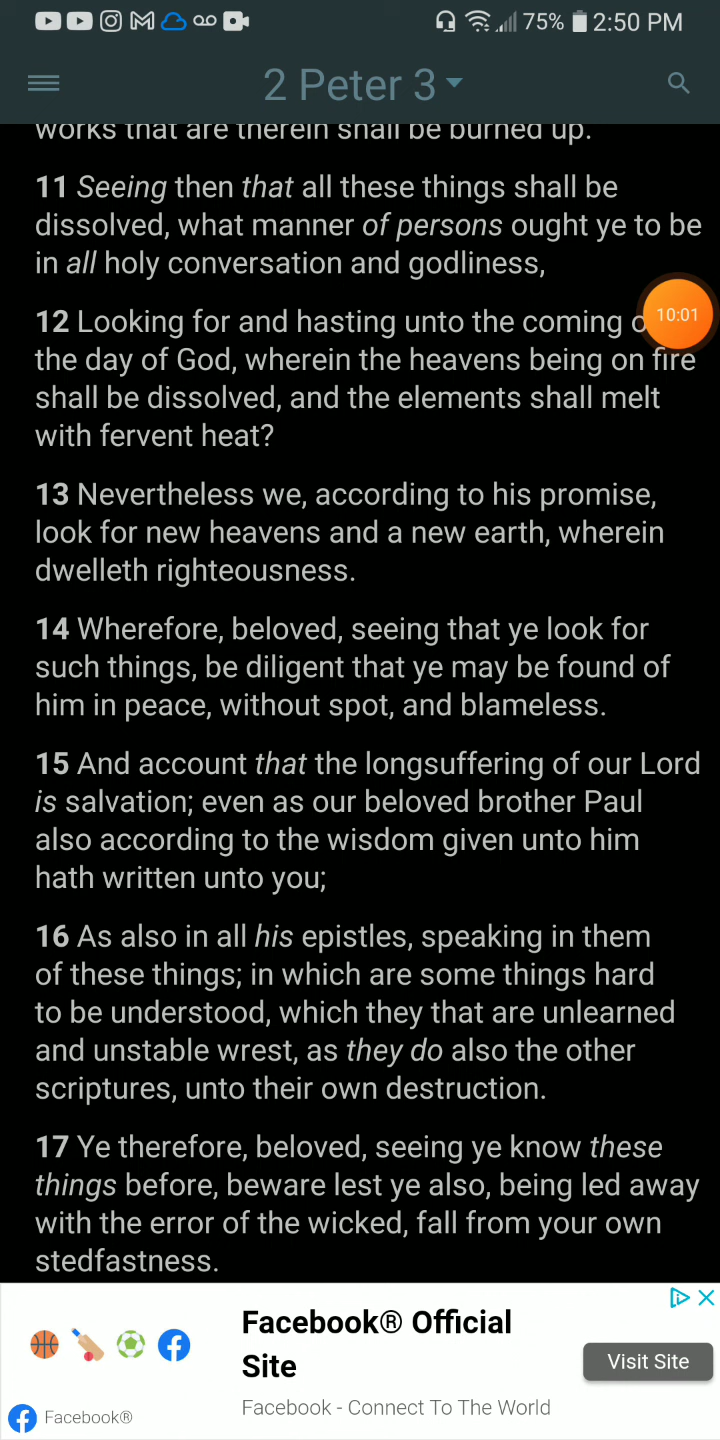 75% 2:50 PM
2 Peter 3
works that are therein shall be burned up.
11 Seeing then that all these things shall be
dissolved, what manner of persons ought ye to be
in all holy conversation and godliness,
12 Looking for and hasting unto the coming
10:01
the day of God, wherein the heavens being on fire
shall be dissolved, and the elements shall melt
with fervent heat?
13 Nevertheless we, according to his promise,
look for new heavens and a new earth, wherein
dwelleth righteousness.
14 Wherefore, beloved, seeing that ye look for
such things, be diligent that ye may be found of
him in peace, without spot, and blameless.
15 And account that the longsuffering of our Lord
is salvation; even as our beloved brother Paul
also according to the wisdom given unto him
hath written unto you;
16 As also in all his epistles, speaking in them
of these things; in which are some things hard
to be understood, which they that are unlearned
and unstable wrest, as they do also the other
scriptures, unto their own destruction.
17 Ye therefore, beloved, seeing ye know these
things before, beware lest ye also, being led away
with the error of the wicked, fall from your own
stedfastness.
Facebook® Official
Site
Visit Site
Facebook - Connect To The World
Facebook®